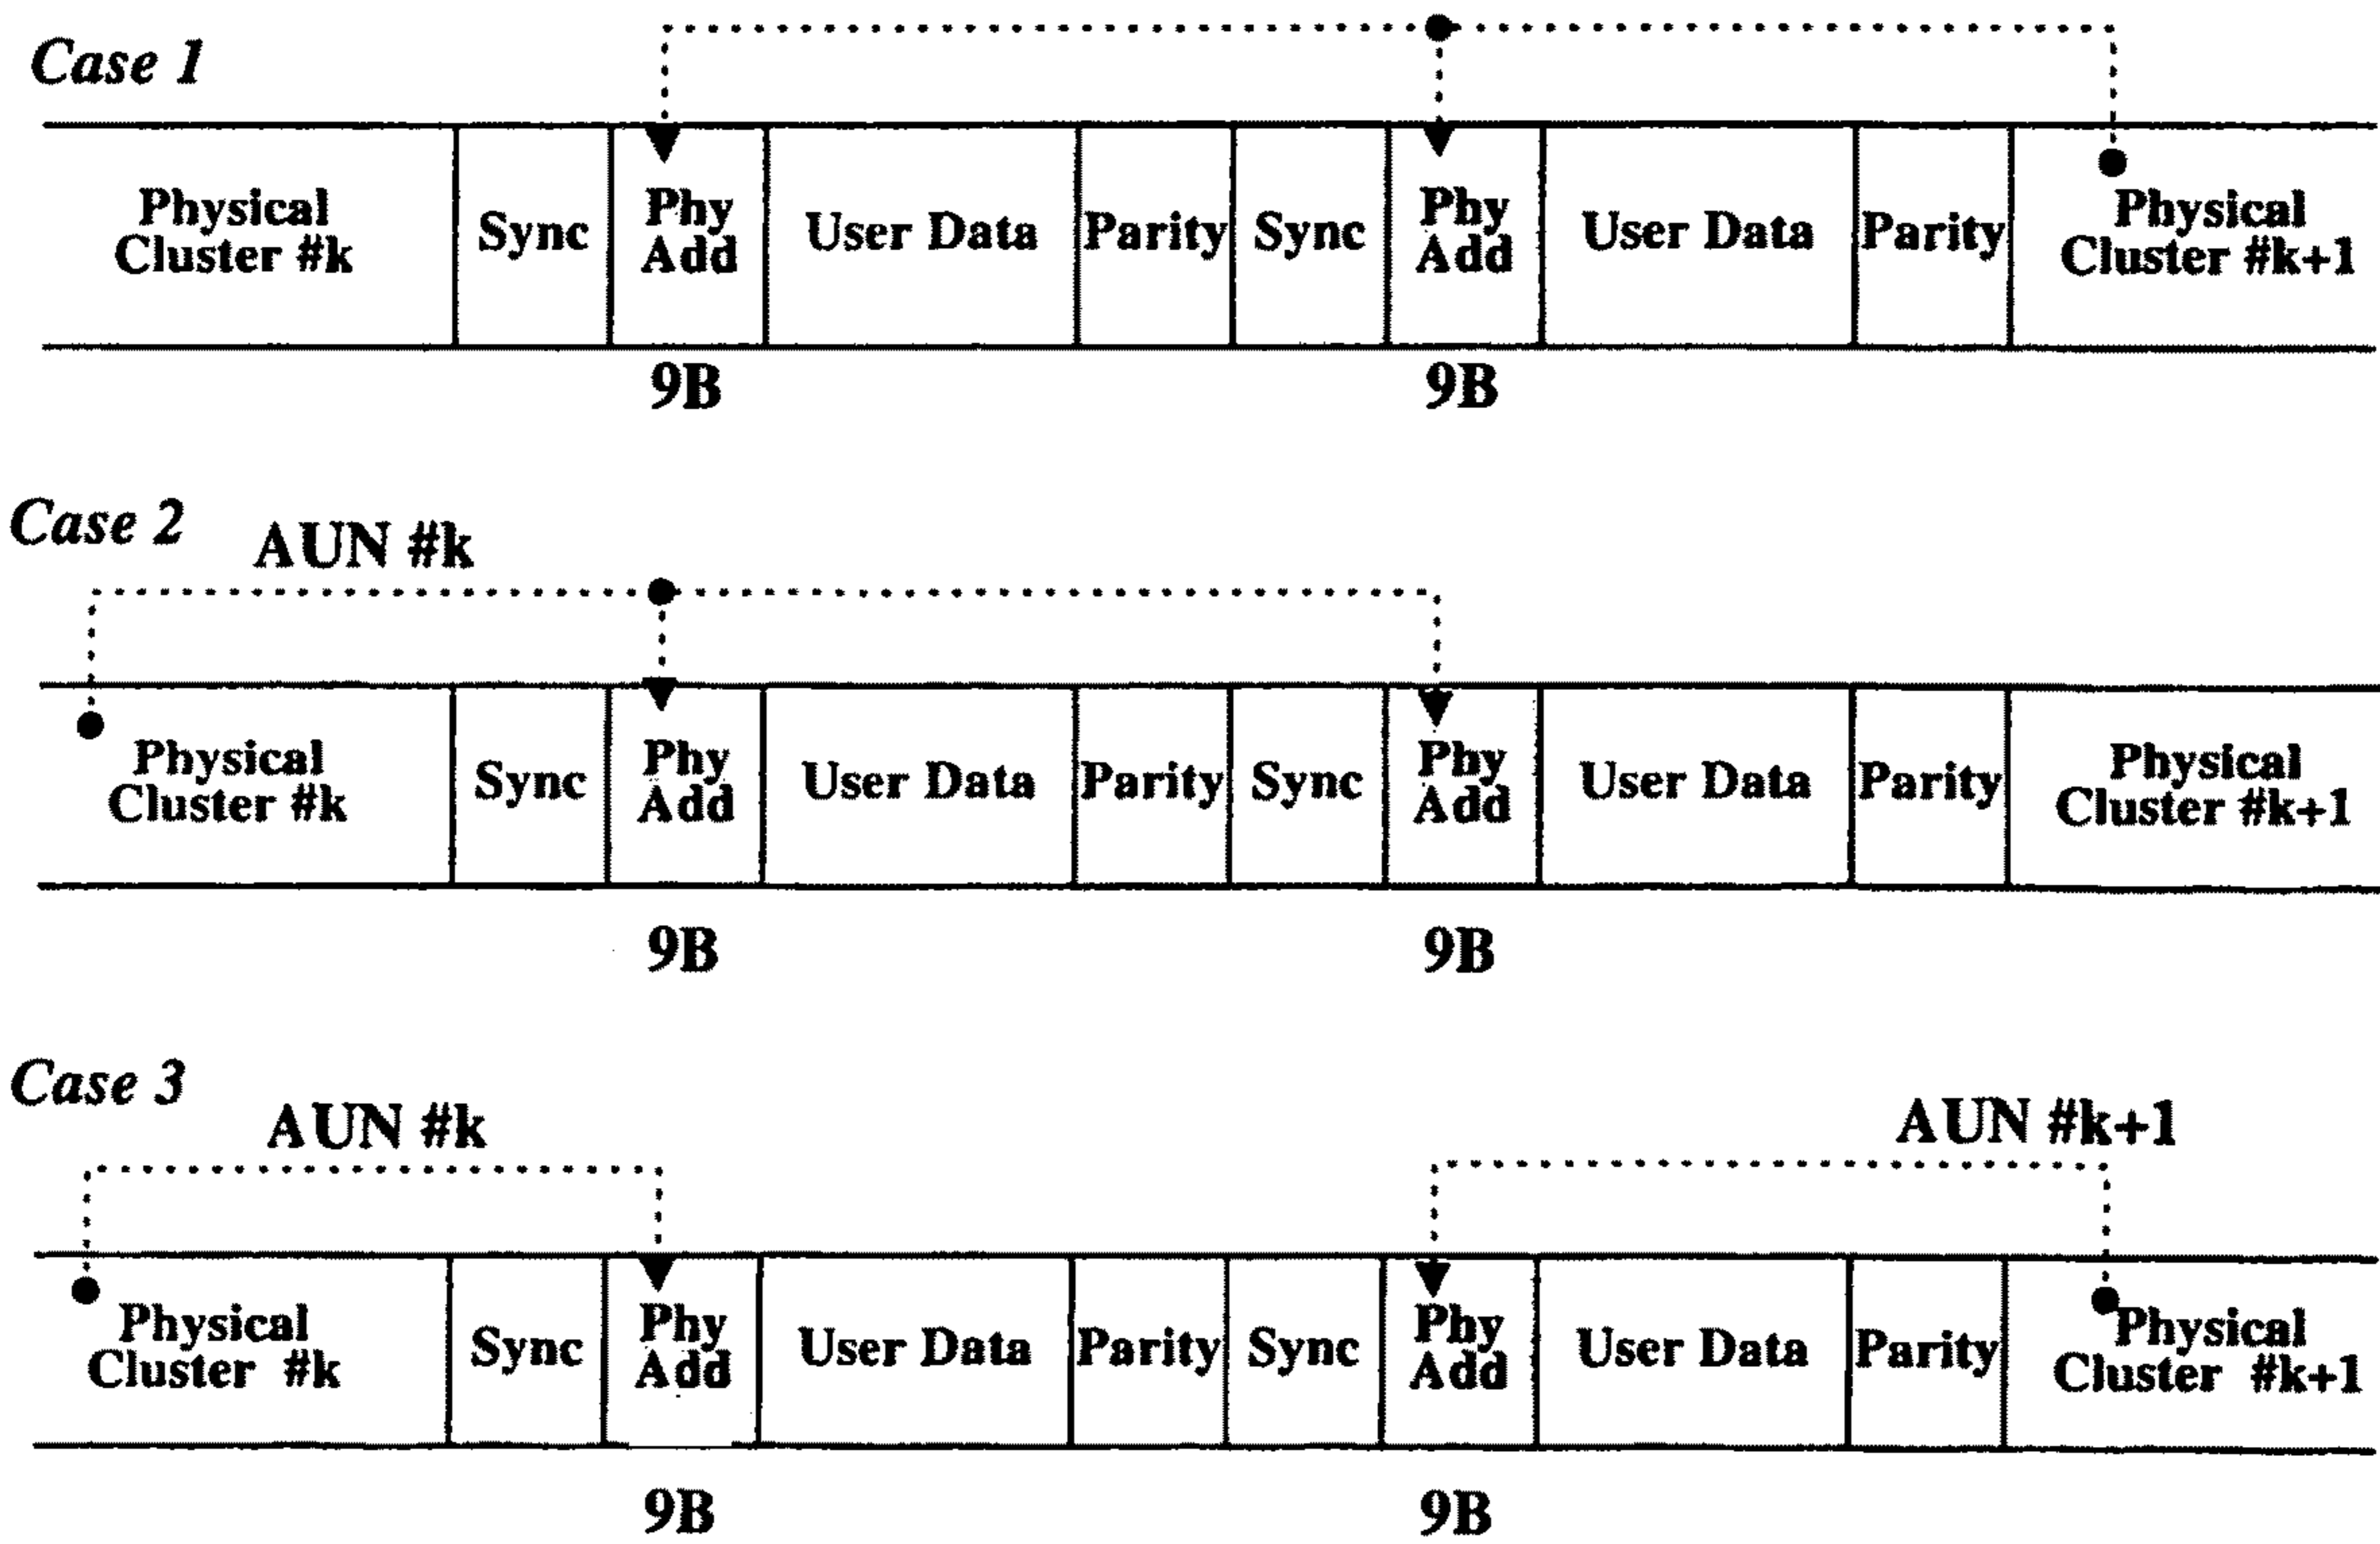 Case 1
Physical
Cluster #k
Sync
Phy
Add
User Data
Parity
Sync
Phy
Add
User Data
Parity
Physical
Cluster #k+1
9B
9B
Case 2
AUN #k
Physical
Cluster #k
Sync
Phy
Add
User Data
Parity
Sync
Phy
Add
User Data
Parity
Physical
Cluster #k+1
9B
9B
Case 3
AUN #k
AUN #k+1
Physical
Cluster #k
Sync
Phy
Add
User Data
Parity
Sync
Phy
Add
User Data
Parity
Physical
Cluster #k+1
9B
9B